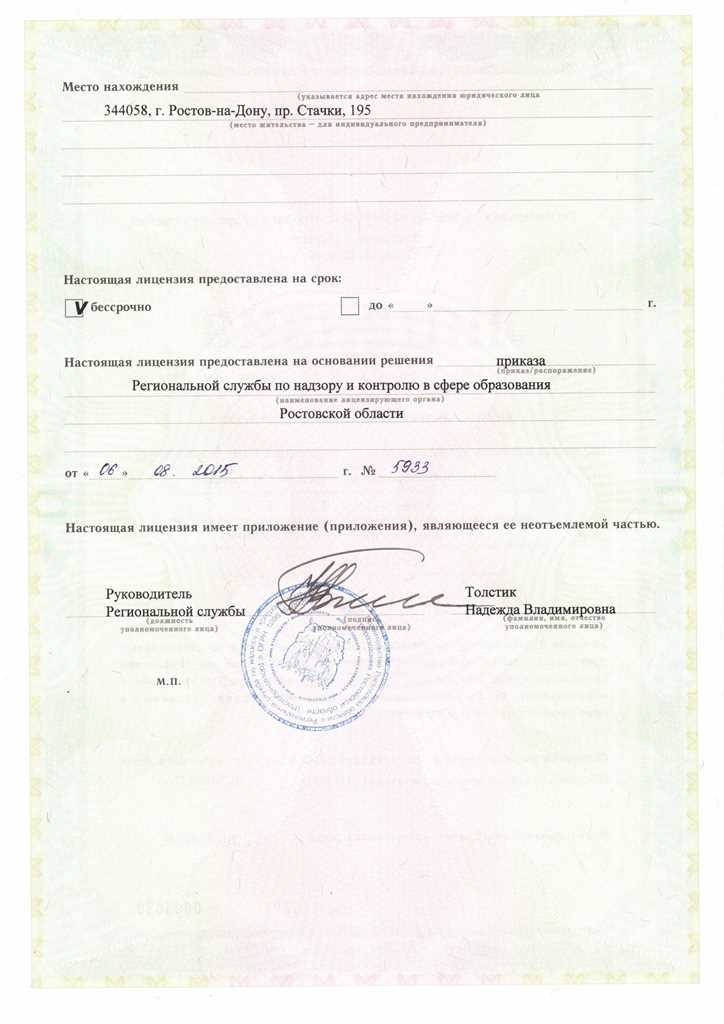 Место нахождения
(указывается адрес места нахождения юридического лица
344058, г. Ростов-на-Дону, пр. Стачки, 195
(место жительства – для индивидуального предпринимателя)
Настоящая лицензия предоставлена на срок:
V бессрочно
до « » г.
Настоящая лицензия предоставлена на основании решения приказа
(приказ/распоряжение)
Региональной службы по надзору и контролю в сфере образования
(наименование лицензирующего органа)
Ростовской области
от « 06 » 08. 2015 г. № 5933
Настоящая лицензия имеет приложение (приложения), являющееся ее неотъемлемой частью.
Руководитель
Региональной службы
(должность
уполномоченного лица)
(подпись
уполномоченного лица)
Толстик
Надежда Владимировна
(фамилия, имя, отчество
уполномоченного лица)
М.П.